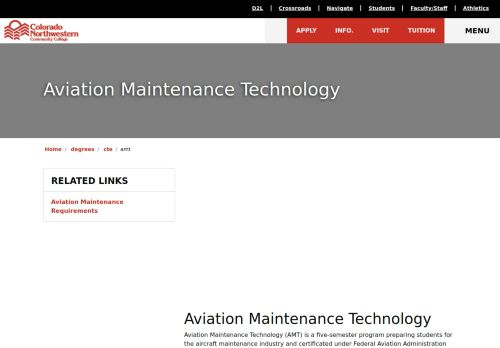 D2L | Crossroads | Navigate | Students | Faculty/Staff | Athletics
Colorado
Northwestern
Community College
APPLY INFO. VISIT TUITION MENU
Aviation Maintenance Technology
Home / degrees / cte / amt
RELATED LINKS
Aviation Maintenance
Requirements
Aviation Maintenance Technology
Aviation Maintenance Technology (AMT) is a five-semester program preparing students for
the aircraft maintenance industry and certificated under Federal Aviation Administration